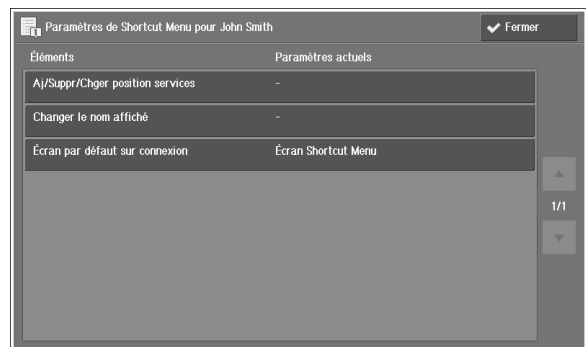 Paramètres de Shortcut Menu pour John Smith
Fermer
Éléments Paramètres actuels
Aj/Suppr/Chger position services -
Changer le nom affiché -
Écran par défaut sur connexion Écran Shortcut Menu
1/1